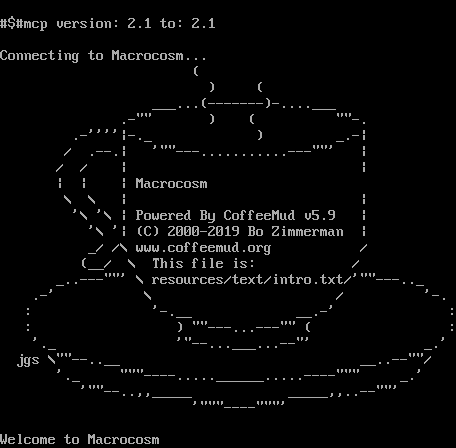 #$#mcp version: 2.1 to: 2.1
Connecting to Macrocosm...
Macrocosm
Powered By CoffeeMud v5.9
(C) 2000-2019 Bo Zimmerman
www.coffeemud.org
This file is:
resources/text/intro.txt
jgs
Welcome to Macrocosm